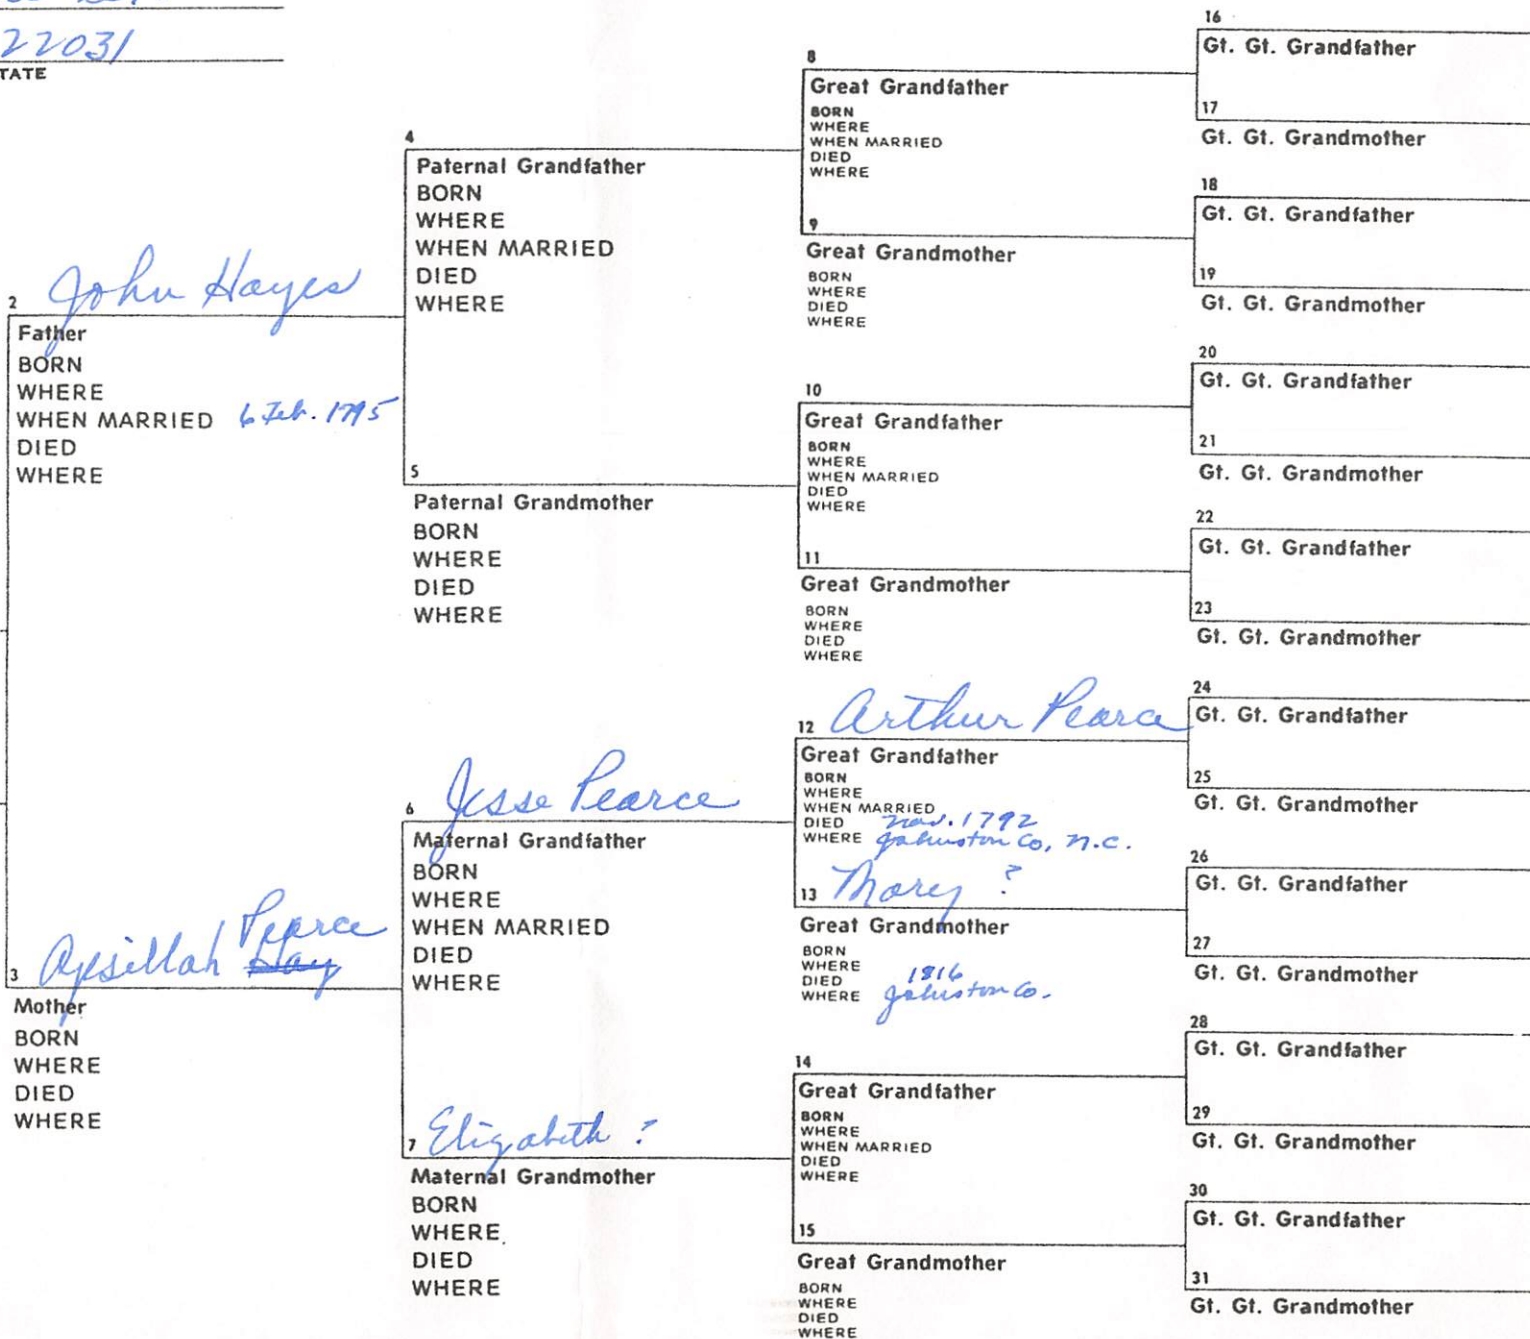 22031
TATE
2 John Hayes
Father
BORN
WHERE
WHEN MARRIED 6 Feb. 1795
DIED
WHERE
3 Apsillah Pearce
Mother
BORN
WHERE
DIED
WHERE
4
Paternal Grandfather
BORN
WHERE
WHEN MARRIED
DIED
WHERE
5
Paternal Grandmother
BORN
WHERE
DIED
WHERE
6 Jesse Pearce
Maternal Grandfather
BORN
WHERE
WHEN MARRIED
DIED
WHERE
7 Elizabeth ?
Maternal Grandmother
BORN
WHERE
DIED
WHERE
8
Great Grandfather
BORN
WHERE
WHEN MARRIED
DIED
WHERE
9
Great Grandmother
BORN
WHERE
DIED
WHERE
10
Great Grandfather
BORN
WHERE
WHEN MARRIED
DIED
WHERE
11
Great Grandmother
BORN
WHERE
DIED
WHERE
12 Arthur Pearce
Great Grandfather
BORN
WHERE
WHEN MARRIED
DIED Nov. 1792
WHERE Johnston Co, N.C.
13 Mary ?
Great Grandmother
BORN
WHERE
DIED 1816
WHERE Johnston Co.
14
Great Grandfather
BORN
WHERE
WHEN MARRIED
DIED
WHERE
15
Great Grandmother
BORN
WHERE
DIED
WHERE
16
Gt. Gt. Grandfather
17
Gt. Gt. Grandmother
18
Gt. Gt. Grandfather
19
Gt. Gt. Grandmother
20
Gt. Gt. Grandfather
21
Gt. Gt. Grandmother
22
Gt. Gt. Grandfather
23
Gt. Gt. Grandmother
24
Gt. Gt. Grandfather
25
Gt. Gt. Grandmother
26
Gt. Gt. Grandfather
27
Gt. Gt. Grandmother
28
Gt. Gt. Grandfather
29
Gt. Gt. Grandmother
30
Gt. Gt. Grandfather
31
Gt. Gt. Grandmother